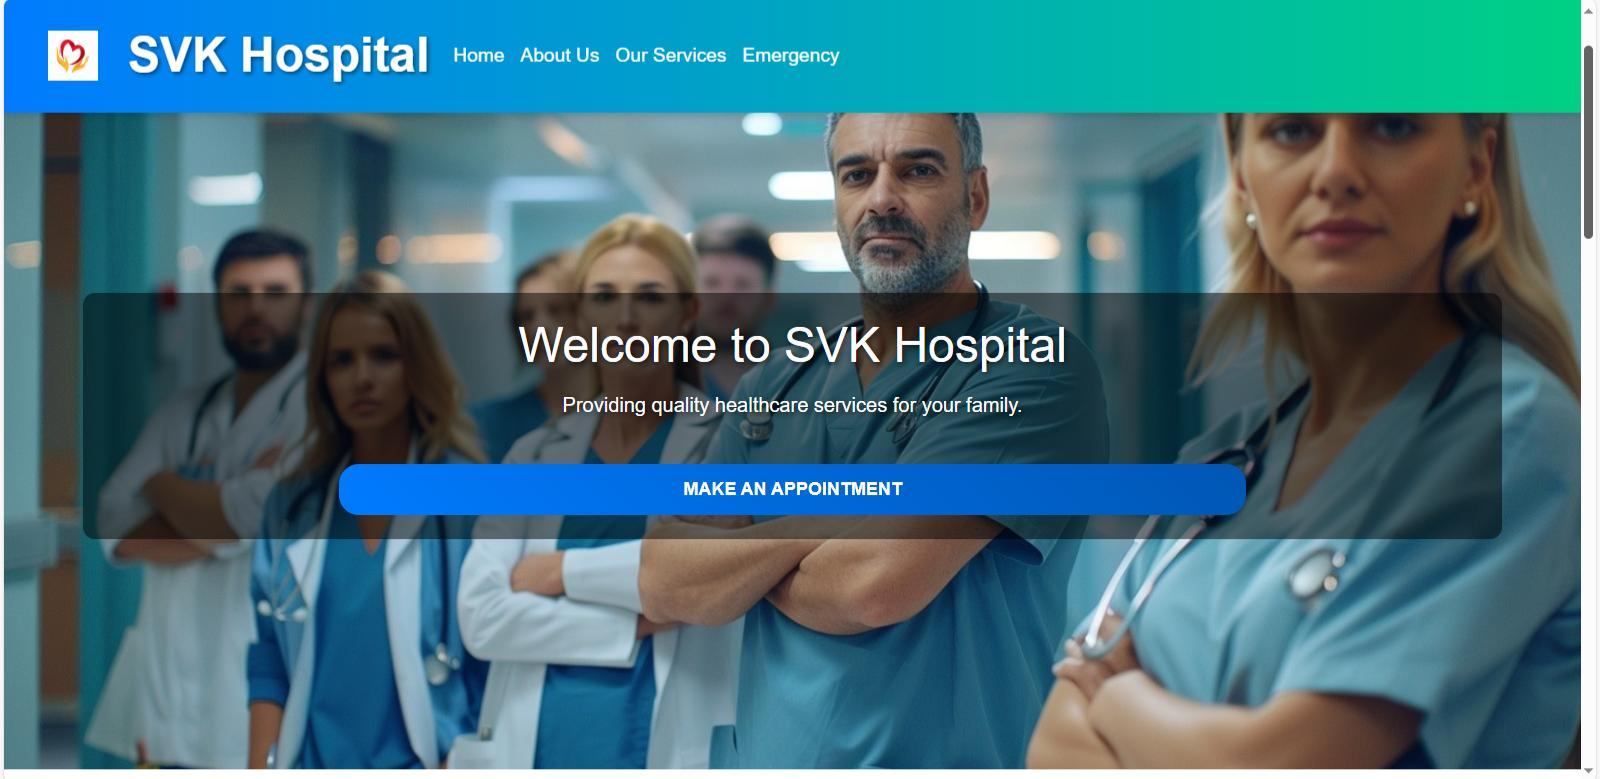 SVK Hospital
Home About Us Our Services Emergency
Welcome to SVK Hospital
Providing quality healthcare services for your family.
MAKE AN APPOINTMENT